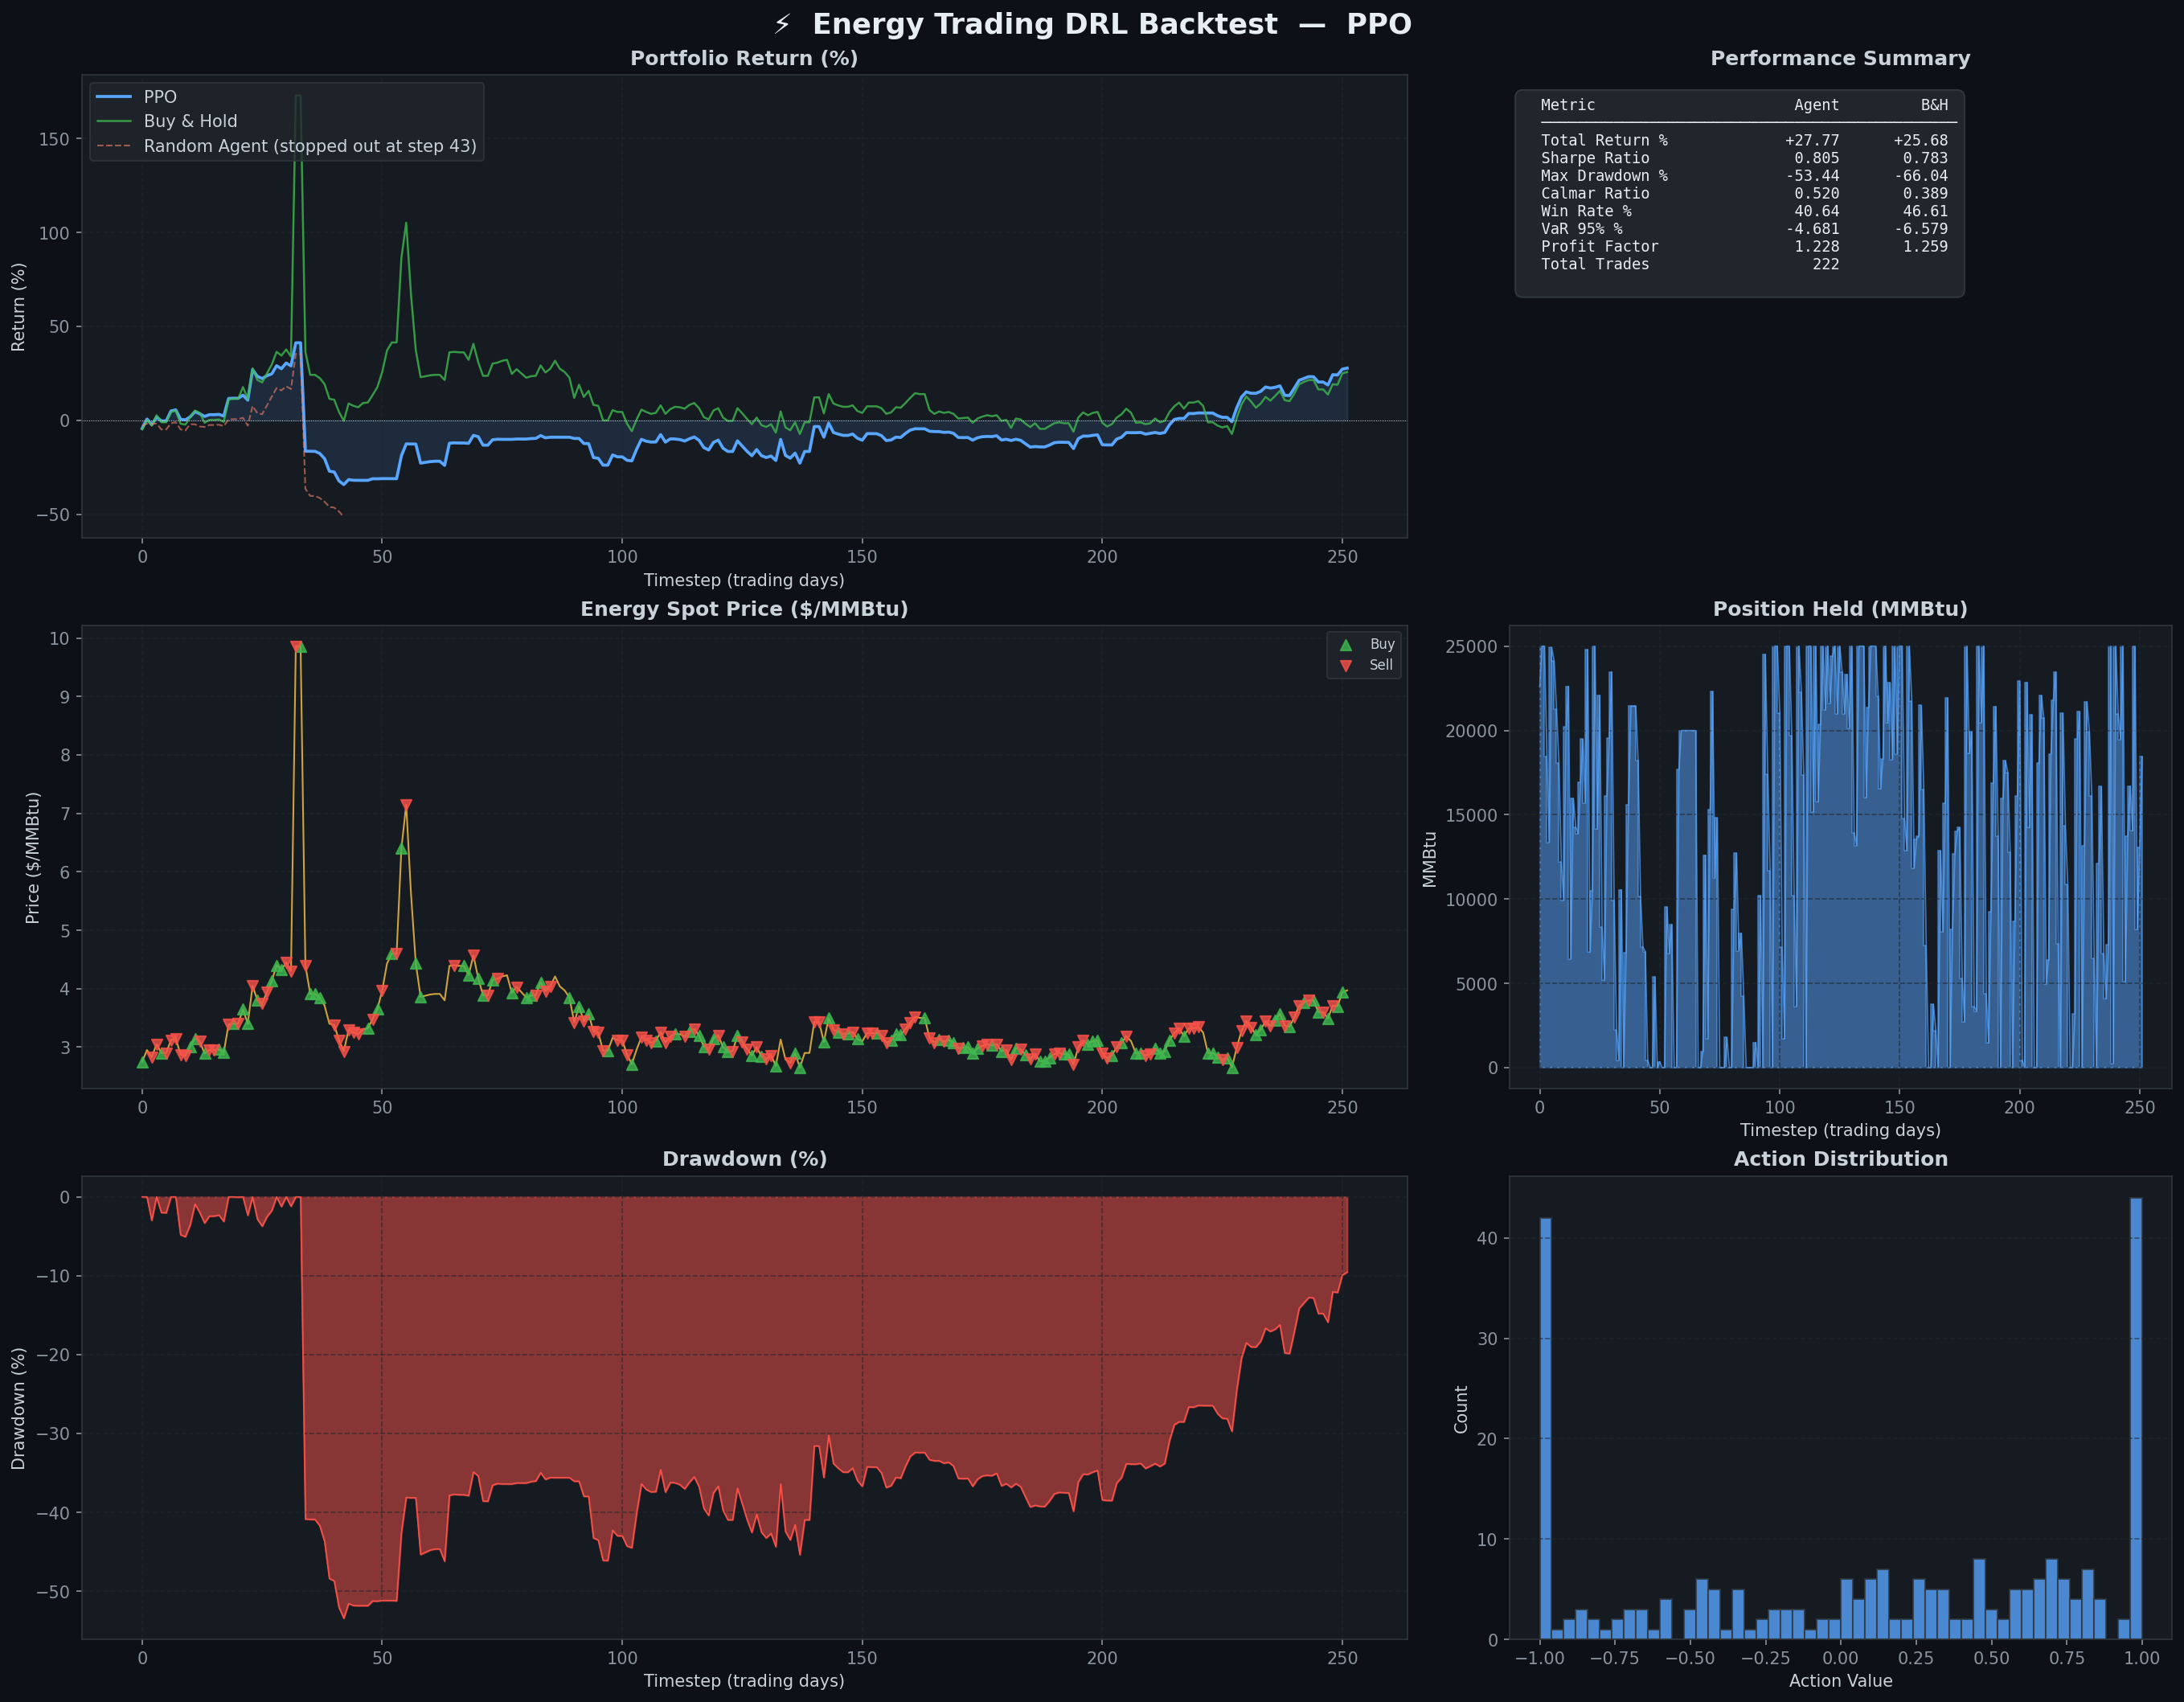 ⚡ Energy Trading DRL Backtest — PPO
Portfolio Return (%)
PPO
Buy & Hold
Random Agent (stopped out at step 43)
150
100
50
0
−50
Return (%)
0 50 100 150 200 250
Timestep (trading days)
Performance Summary
Metric Agent B&H
Total Return % +27.77 +25.68
Sharpe Ratio 0.805 0.783
Max Drawdown % -53.44 -66.04
Calmar Ratio 0.520 0.389
Win Rate % 40.64 46.61
VaR 95% % -4.681 -6.579
Profit Factor 1.228 1.259
Total Trades 222
Energy Spot Price ($/MMBtu)
Buy
Sell
10
9
8
7
6
5
4
3
Price ($/MMBtu)
0 50 100 150 200 250
Timestep (trading days)
Position Held (MMBtu)
25000
20000
15000
10000
5000
0
MMBtu
0 50 100 150 200 250
Timestep (trading days)
Drawdown (%)
0
−10
−20
−30
−40
−50
Drawdown (%)
0 50 100 150 200 250
Timestep (trading days)
Action Distribution
40
30
20
10
0
Count
−1.00 −0.75 −0.50 −0.25 0.00 0.25 0.50 0.75 1.00
Action Value